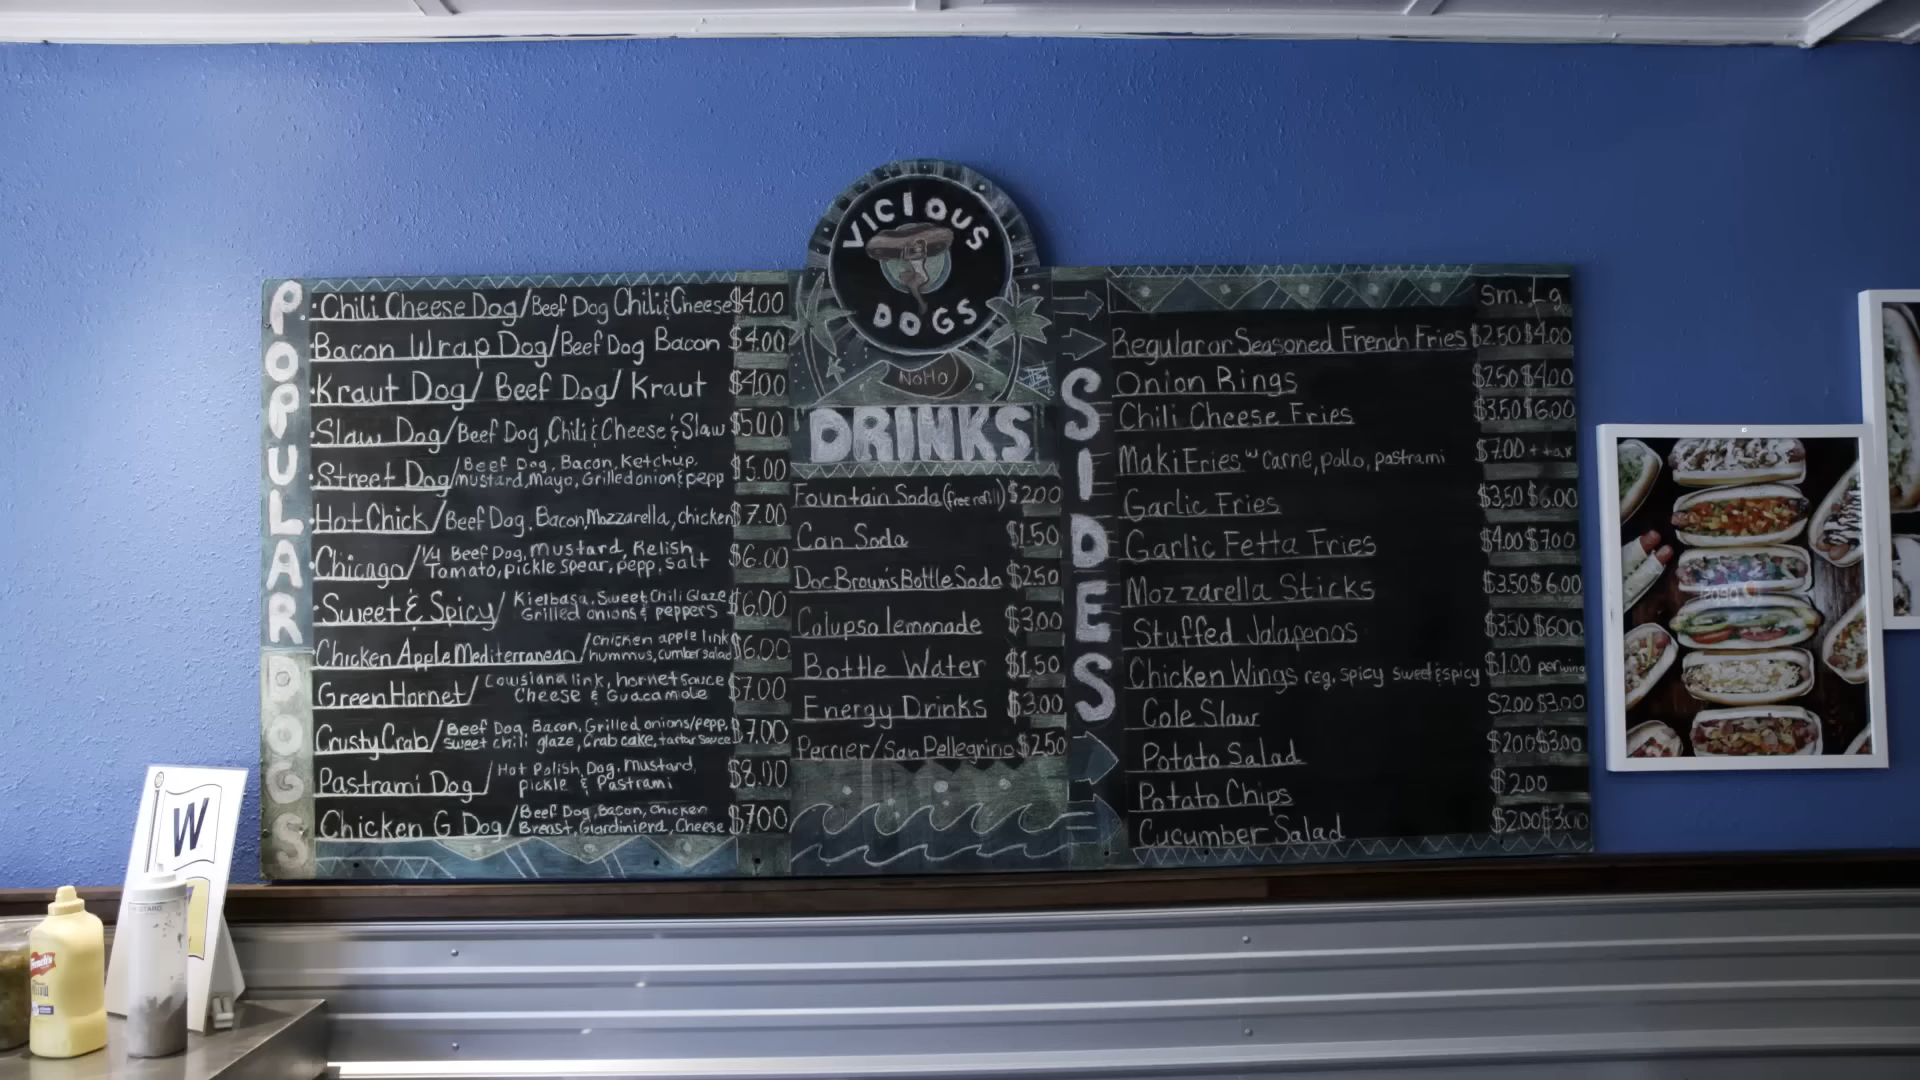 VICIOUS
DOGS
NOHO
POPULAR DOGS
Chili Cheese Dog/Beef Dog Chili & Cheese $4.00
Bacon Wrap Dog/Beef Dog Bacon $4.00
Kraut Dog/ Beef Dog/ Kraut $4.00
Slaw Dog/Beef Dog, Chili & Cheese & Slaw $5.00
Street Dog/Beef Dog, Bacon, Ketchup, $5.00
mustard, Mayo, Grilled onion & pepp
Hot Chick/Beef Dog, Bacon, Mozzarella, chicken $7.00
Chicago/1/4 Beef Dog, Mustard, Relish $6.00
Tomato, pickle spear, pepp, salt
Sweet & Spicy/ Kielbasa, Sweet Chili Glaze $6.00
Grilled onions & peppers
Chicken Apple Mediterranean/chicken apple link $6.00
hummus, cumber salad
Green Hornet/ Louisiana link, hornet sauce $7.00
Cheese & Guacamole
Crusty Crab/Beef Dog, Bacon, Grilled onions/pepp, $7.00
sweet chili glaze, Crab cake, tartar sauce
Pastrami Dog/Hot Polish Dog, Mustard, $8.00
pickle & Pastrami
Chicken G Dog/Beef Dog, Bacon, Chicken $7.00
Breast, Giardiniera, Cheese
DRINKS
Fountain Soda (free refill) $2.00
Can Soda $1.50
Doc Brown's Bottle Soda $2.50
Calupso lemonade $3.00
Bottle Water $1.50
Energy Drinks $3.00
Perrier/San Pellegrino $2.50
SIDES
Sm. Lg
Regular or Seasoned French Fries $2.50 $4.00
Onion Rings $2.50 $4.00
Chili Cheese Fries $3.50 $6.00
Maki Fries w/ carne, pollo, pastrami $7.00 + tax
Garlic Fries $3.50 $6.00
Garlic Fetta Fries $4.00 $7.00
Mozzarella Sticks $3.50 $6.00
Stuffed Jalapenos $3.50 $6.00
Chicken Wings reg, spicy sweet & spicy $1.00 per wing
Cole Slaw $2.00 $3.00
Potato Salad $2.00 $3.00
Potato Chips $2.00
Cucumber Salad $2.00 $3.00
W
French's